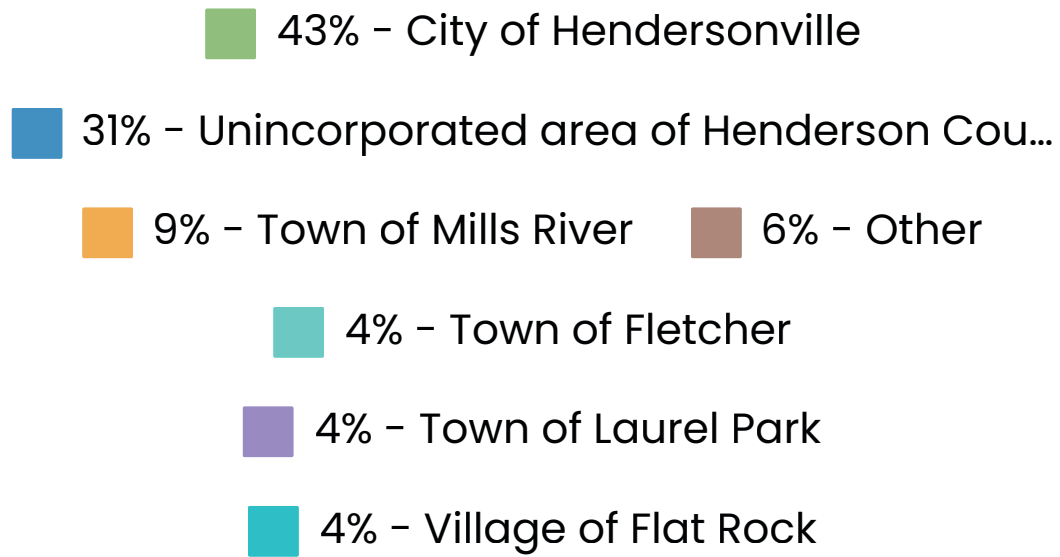 43% - City of Hendersonville
31% - Unincorporated area of Henderson Cou...
9% - Town of Mills River 6% - Other
4% - Town of Fletcher
4% - Town of Laurel Park
4% - Village of Flat Rock